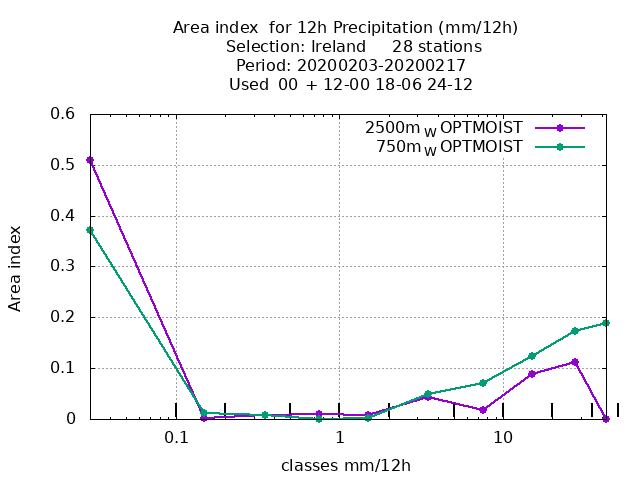 Area index  for 12h Precipitation (mm/12h)
Selection: Ireland     28 stations
Period: 20200203-20200217
Used  00  + 12-00 18-06 24-12
2500m_W OPTMOIST
750m_W OPTMOIST
0.6
0.5
0.4
0.3
0.2
0.1
0
Area index
0.1 1 10
classes mm/12h